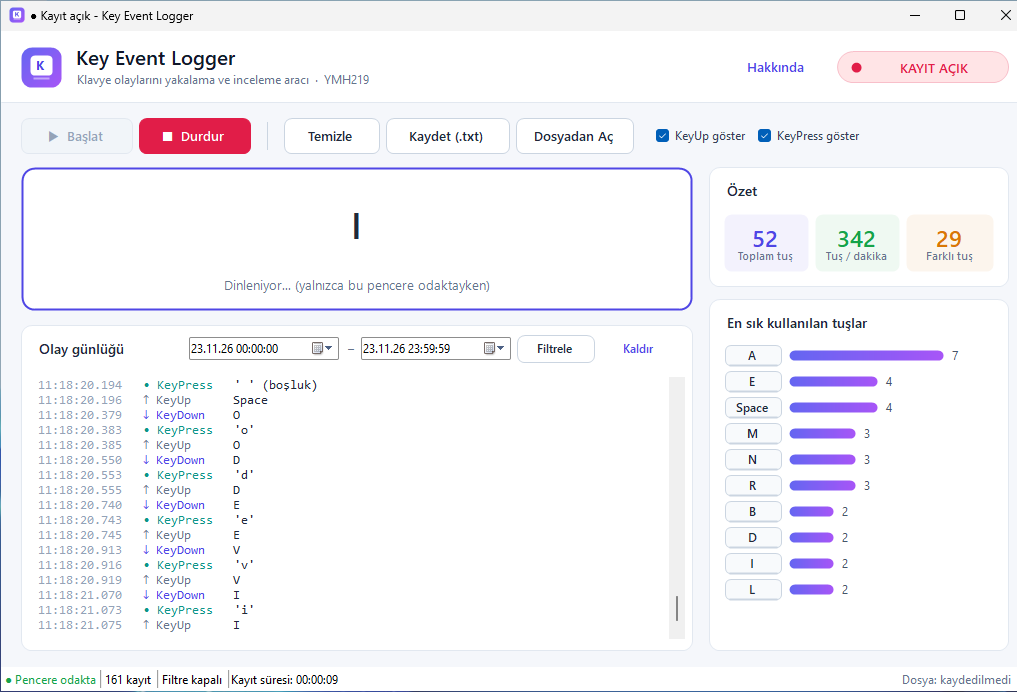 K ● Kayıt açık - Key Event Logger
K
Key Event Logger
Klavye olaylarını yakalama ve inceleme aracı · YMH219
Hakkında
● KAYIT AÇIK
▶ Başlat
■ Durdur
Temizle
Kaydet (.txt)
Dosyadan Aç
KeyUp göster
KeyPress göster
I
Dinleniyor... (yalnızca bu pencere odaktayken)
Özet
52
Toplam tuş
342
Tuş / dakika
29
Farklı tuş
Olay günlüğü
23.11.26 00:00:00 – 23.11.26 23:59:59
Filtrele
Kaldır
11:18:20.194 • KeyPress ' ' (boşluk)
11:18:20.196 ↑ KeyUp Space
11:18:20.379 ↓ KeyDown O
11:18:20.383 • KeyPress 'o'
11:18:20.385 ↑ KeyUp O
11:18:20.550 ↓ KeyDown D
11:18:20.553 • KeyPress 'd'
11:18:20.555 ↑ KeyUp D
11:18:20.740 ↓ KeyDown E
11:18:20.743 • KeyPress 'e'
11:18:20.745 ↑ KeyUp E
11:18:20.913 ↓ KeyDown V
11:18:20.916 • KeyPress 'v'
11:18:20.919 ↑ KeyUp V
11:18:21.070 ↓ KeyDown I
11:18:21.073 • KeyPress 'i'
11:18:21.075 ↑ KeyUp I
En sık kullanılan tuşlar
A 7
E 4
Space 4
M 3
N 3
R 3
B 2
D 2
I 2
L 2
● Pencere odakta
161 kayıt
Filtre kapalı
Kayıt süresi: 00:00:09
Dosya: kaydedilmedi